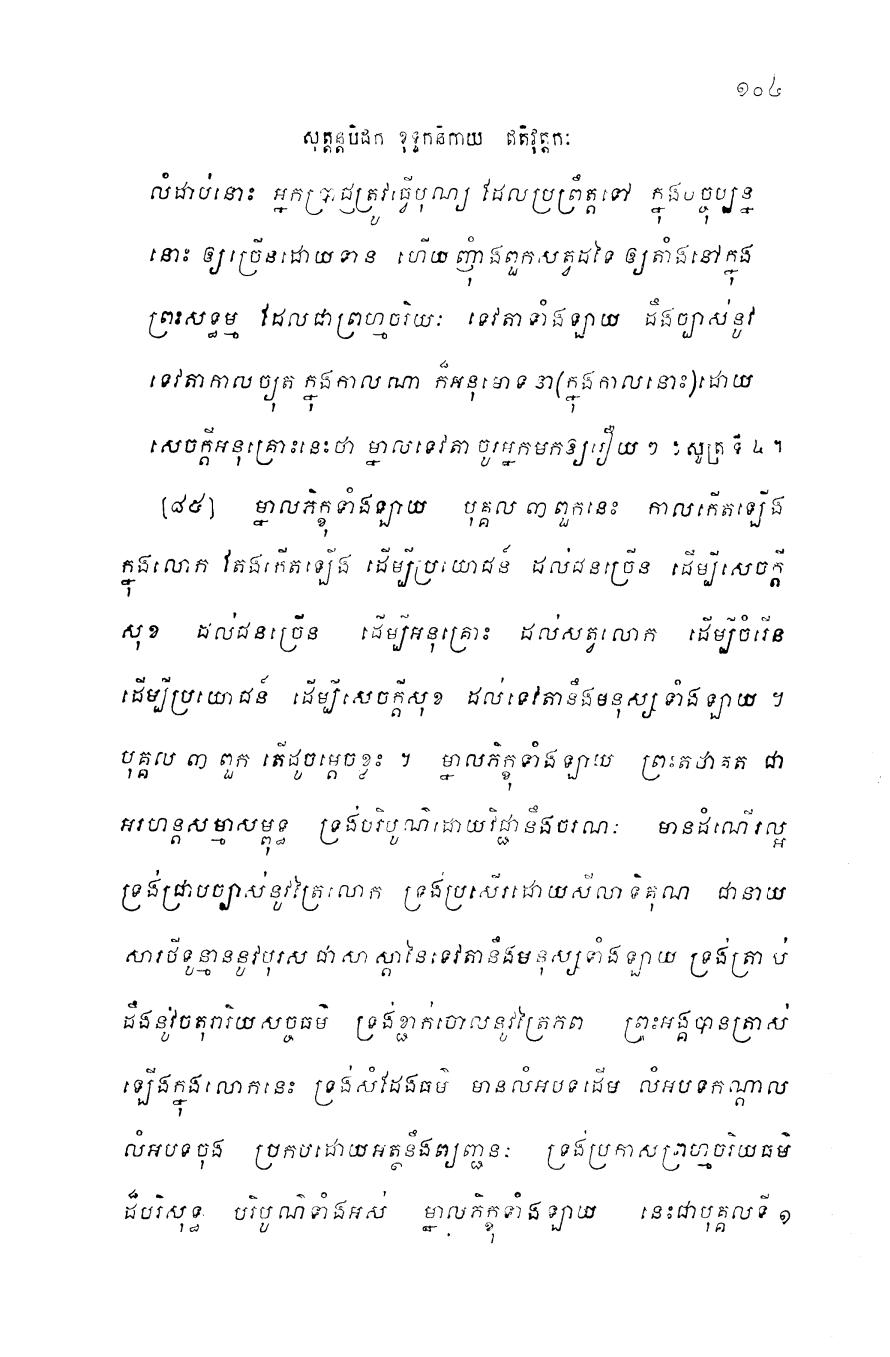 ១០៤
សុត្តន្តបិដក ខុទ្ទកនិកាយ ឥតិវុត្តកៈ
លំដាប់នោះ អ្នកប្រាជ្ញត្រូវធ្វើបុណ្យ ដែលប្រព្រឹត្តទៅ ក្នុងបច្ចុប្បន្ន
នោះ ឲ្យច្រើនដោយទាន ហើយញុំាងពួកសត្វដទៃ ឲ្យតាំងនៅក្នុង
ព្រះសទ្ធម្ម ដែលជាព្រហ្មចរិយៈ ទេវតាទាំងឡាយ ដឹងច្បាស់នូវ
ទេវតាកាលច្យុត ក្នុងកាលណា ក៏អនុមោទនា(ក្នុងកាលនោះ)ដោយ
សេចក្តីអនុគ្រោះនេះថា ម្នាលទេវតា ចូរអ្នកមកឲ្យរឿយ ៗ ។ សូត្រ ទី ៤ ។
[៨៥] ម្នាលភិក្ខុទាំងឡាយ បុគ្គល ៣ ពួកនេះ កាលកើតឡើង
ក្នុងលោក តែងកើតឡើង ដើម្បីប្រយោជន៍ ដល់ជនច្រើន ដើម្បីសេចក្តី
សុខ ដល់ជនច្រើន ដើម្បីអនុគ្រោះ ដល់សត្វលោក ដើម្បីចំរើន
ដើម្បីប្រយោជន៍ ដើម្បីសេចក្តីសុខ ដល់ទេវតានឹងមនុស្សទាំងឡាយ ។
បុគ្គល ៣ ពួក តើដូចម្តេចខ្លះ ។ ម្នាលភិក្ខុទាំងឡាយ ព្រះតថាគត ជា
អរហន្តសម្មាសម្ពុទ្ធ ទ្រង់បរិបូណ៌ដោយវិជ្ជានឹងចរណៈ មានដំណើរល្អ
ទ្រង់ជ្រាបច្បាស់នូវត្រៃលោក ទ្រង់ប្រសើរដោយសីលាទិគុណ ជានាយ
សារថីទូន្មាននូវបុរស ជាសាស្តានៃទេវតានឹងមនុស្សទាំងឡាយ ទ្រង់ត្រាប់
ដឹងនូវចតុរារិយសច្ចធម៌ ទ្រង់ខ្ជាក់ចោលនូវត្រៃភព ព្រះអង្គបានត្រាស់
ឡើងក្នុងលោកនេះ ទ្រង់សំដែងធម៌ មានលំអបទដើម លំអបទកណ្តាល
លំអបទចុង ប្រកបដោយអត្ថនឹងព្យញ្ជនៈ ទ្រង់ប្រកាសព្រហ្មចរិយធម៌
ដ៏បរិសុទ្ធ បរិបូណ៌ទាំងអស់ ម្នាលភិក្ខុទាំងឡាយ នេះជាបុគ្គលទី ១